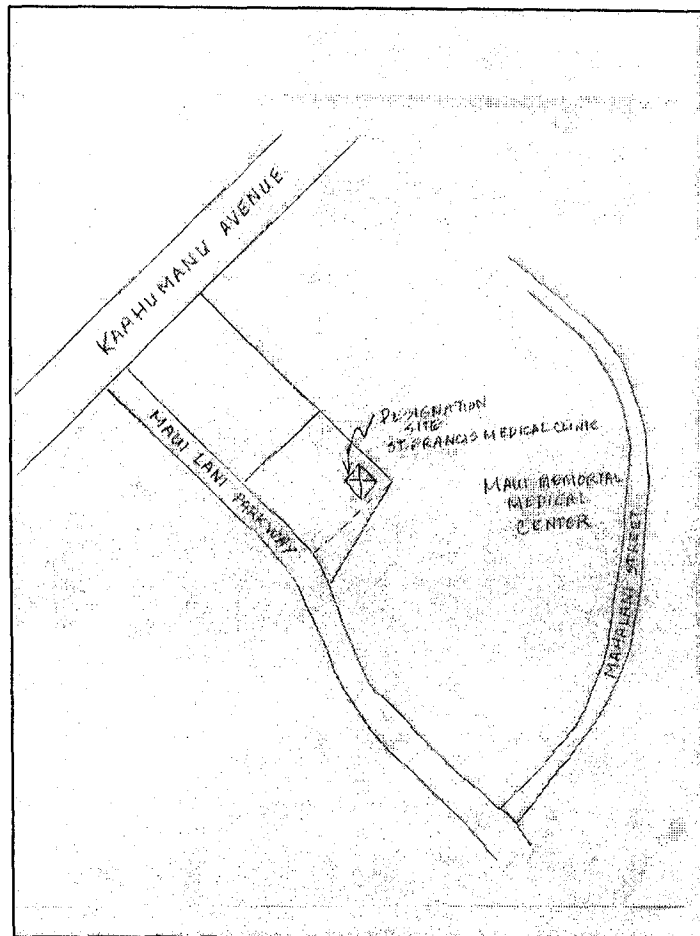 KAAHUMANU AVENUE
MAUI LANI PARKWAY
DESIGNATION
SITE
ST. FRANCIS MEDICAL CLINIC
MAUI MEMORIAL
MEDICAL
CENTER
MAHALANI STREET